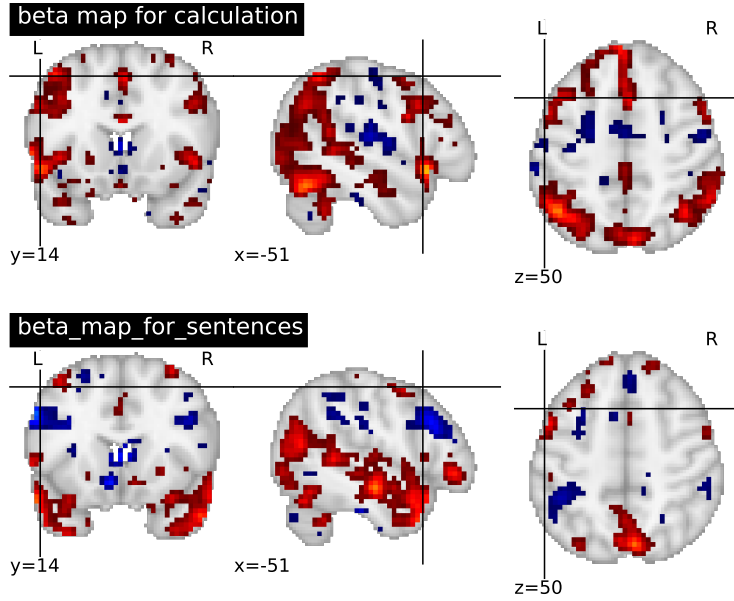 beta map for calculation
L R
R
L
y=14 x=-51
z=50
beta_map_for_sentences
L R
R
L
y=14 x=-51
z=50